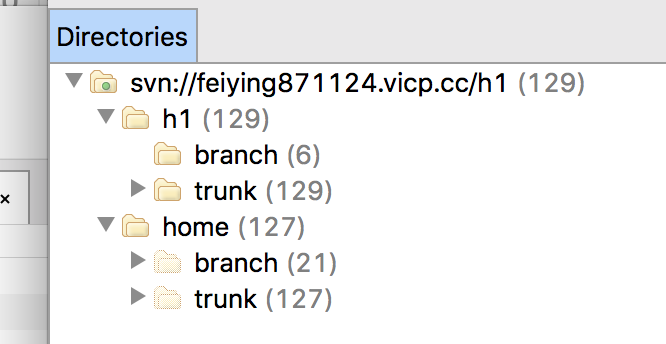 Directories
svn://feiying871124.vicp.cc/h1 (129)
h1 (129)
branch (6)
trunk (129)
home (127)
branch (21)
trunk (127)